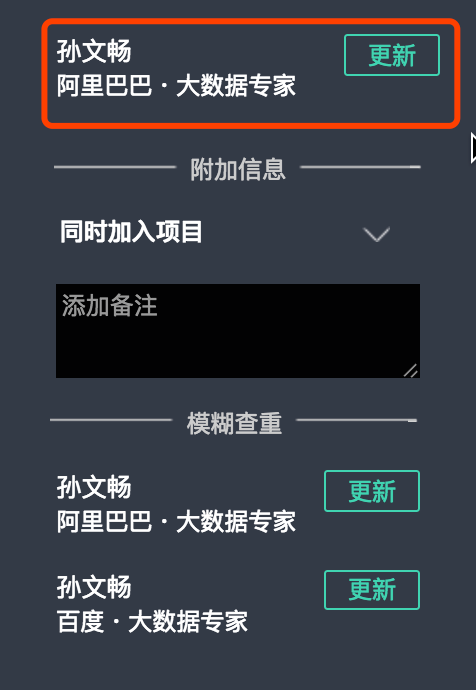 孙文畅
更新
阿里巴巴·大数据专家
附加信息
同时加入项目
添加备注
模糊查重
孙文畅
更新
阿里巴巴·大数据专家
孙文畅
更新
百度·大数据专家